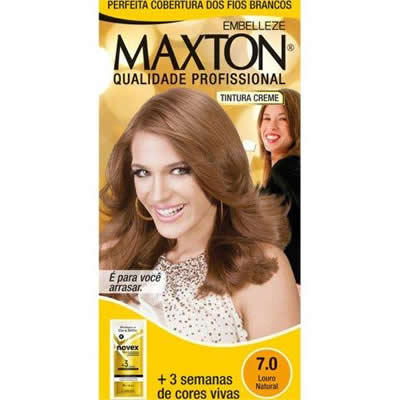 PERFEITA COBERTURA DOS FIOS BRANCOS
EMBELLEZE
MAXTON®
QUALIDADE PROFISSIONAL
TINTURA CREME
É para você
arrasar.
novex
+3
+ 3 semanas
de cores vivas
7.0
Louro
Natural